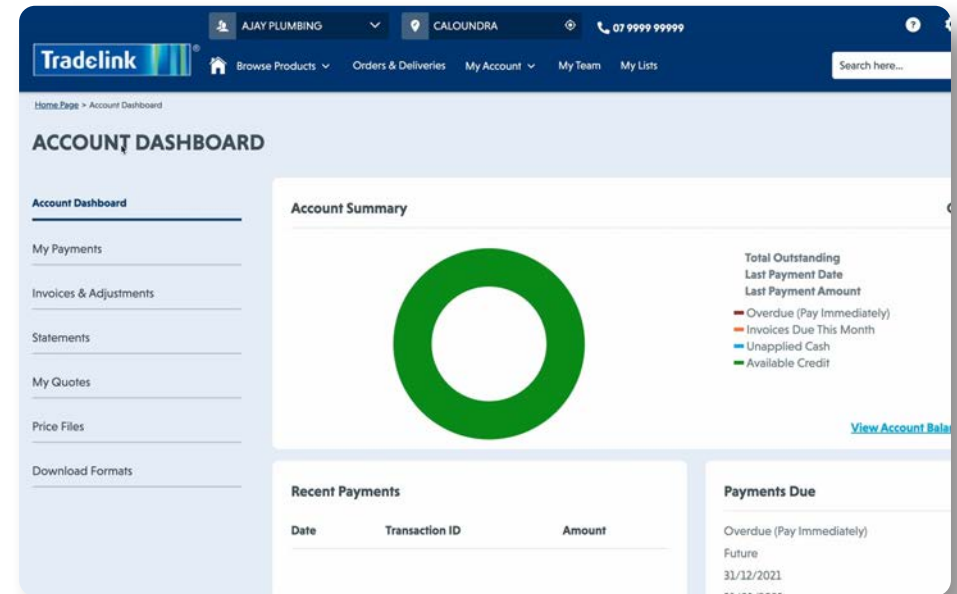 AJAY PLUMBING
CALOUNDRA
07 9999 99999
?
Tradelink ®
Browse Products
Orders & Deliveries
My Account
My Team
My Lists
Search here...
Home Page > Account Dashboard
ACCOUNT DASHBOARD
Account Dashboard
My Payments
Invoices & Adjustments
Statements
My Quotes
Price Files
Download Formats
Account Summary
Total Outstanding
Last Payment Date
Last Payment Amount
Overdue (Pay Immediately)
Invoices Due This Month
Unapplied Cash
Available Credit
View Account Balan
Recent Payments
Date Transaction ID Amount
Payments Due
Overdue (Pay Immediately)
Future
31/12/2021